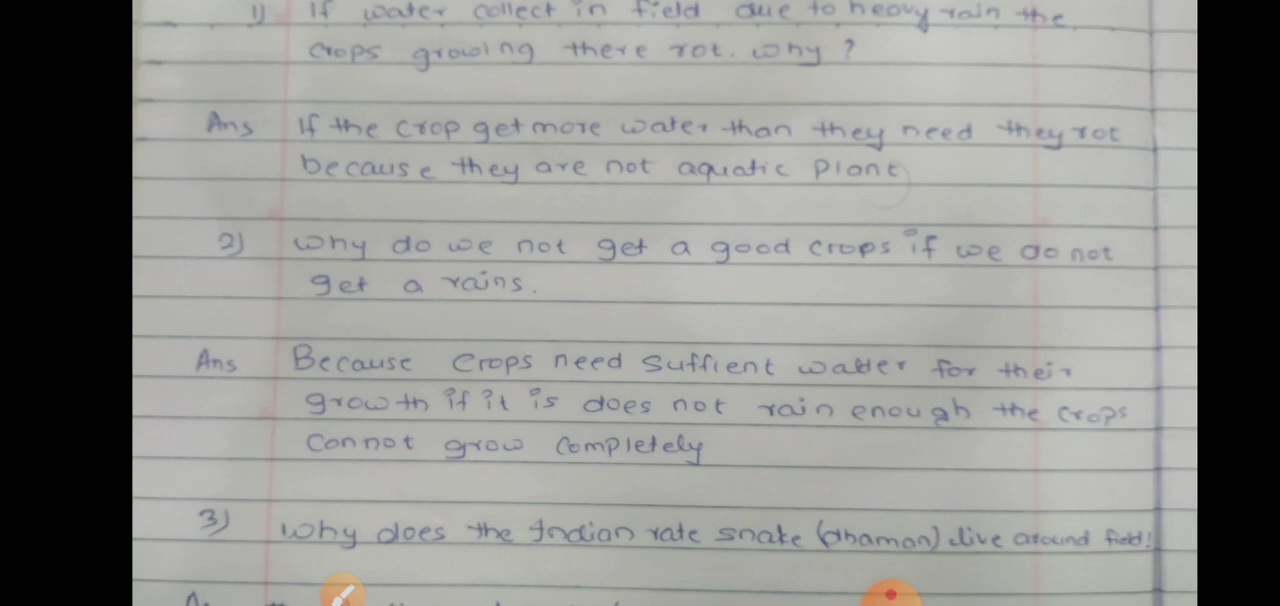 1) If water collect in field due to heavy rain the
crops growing there rot. why ?
Ans If the crop get more water than they need they rot
because they are not aquatic plant
2) Why do we not get a good crops if we do not
get a rains.
Ans Because crops need suffient water for their
growth if it is does not rain enough the crops
connot grow completely
3) Why does the Indian rate snake (dhaman) live around field?